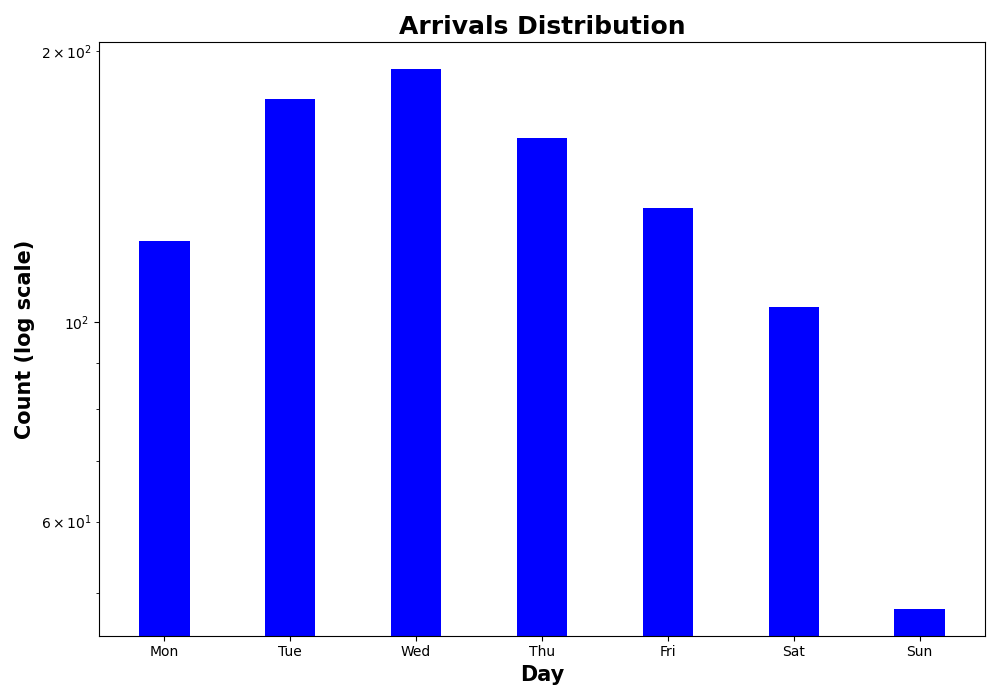 Arrivals Distribution
Count (log scale)
2 × 10²
10²
6 × 10¹
Mon Tue Wed Thu Fri Sat Sun
Day